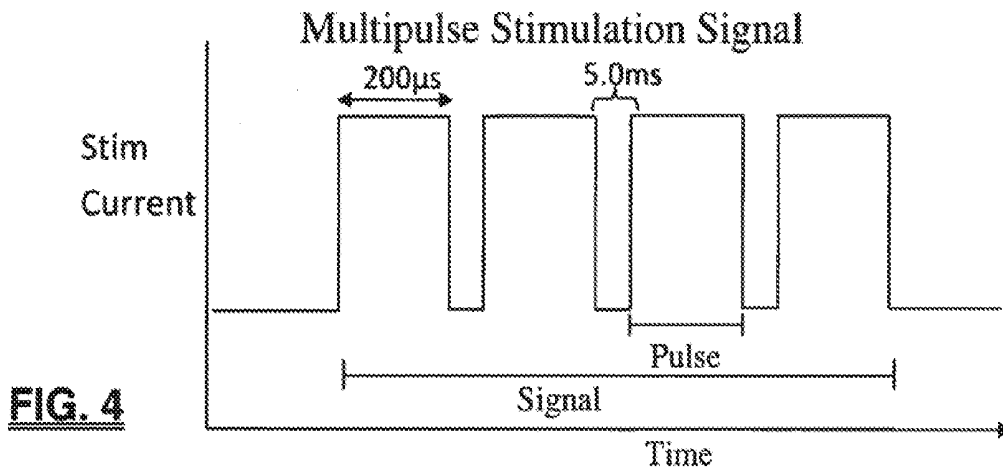 Multipulse Stimulation Signal
200µs
5.0ms
Stim
Current
Pulse
Signal
FIG. 4
Time